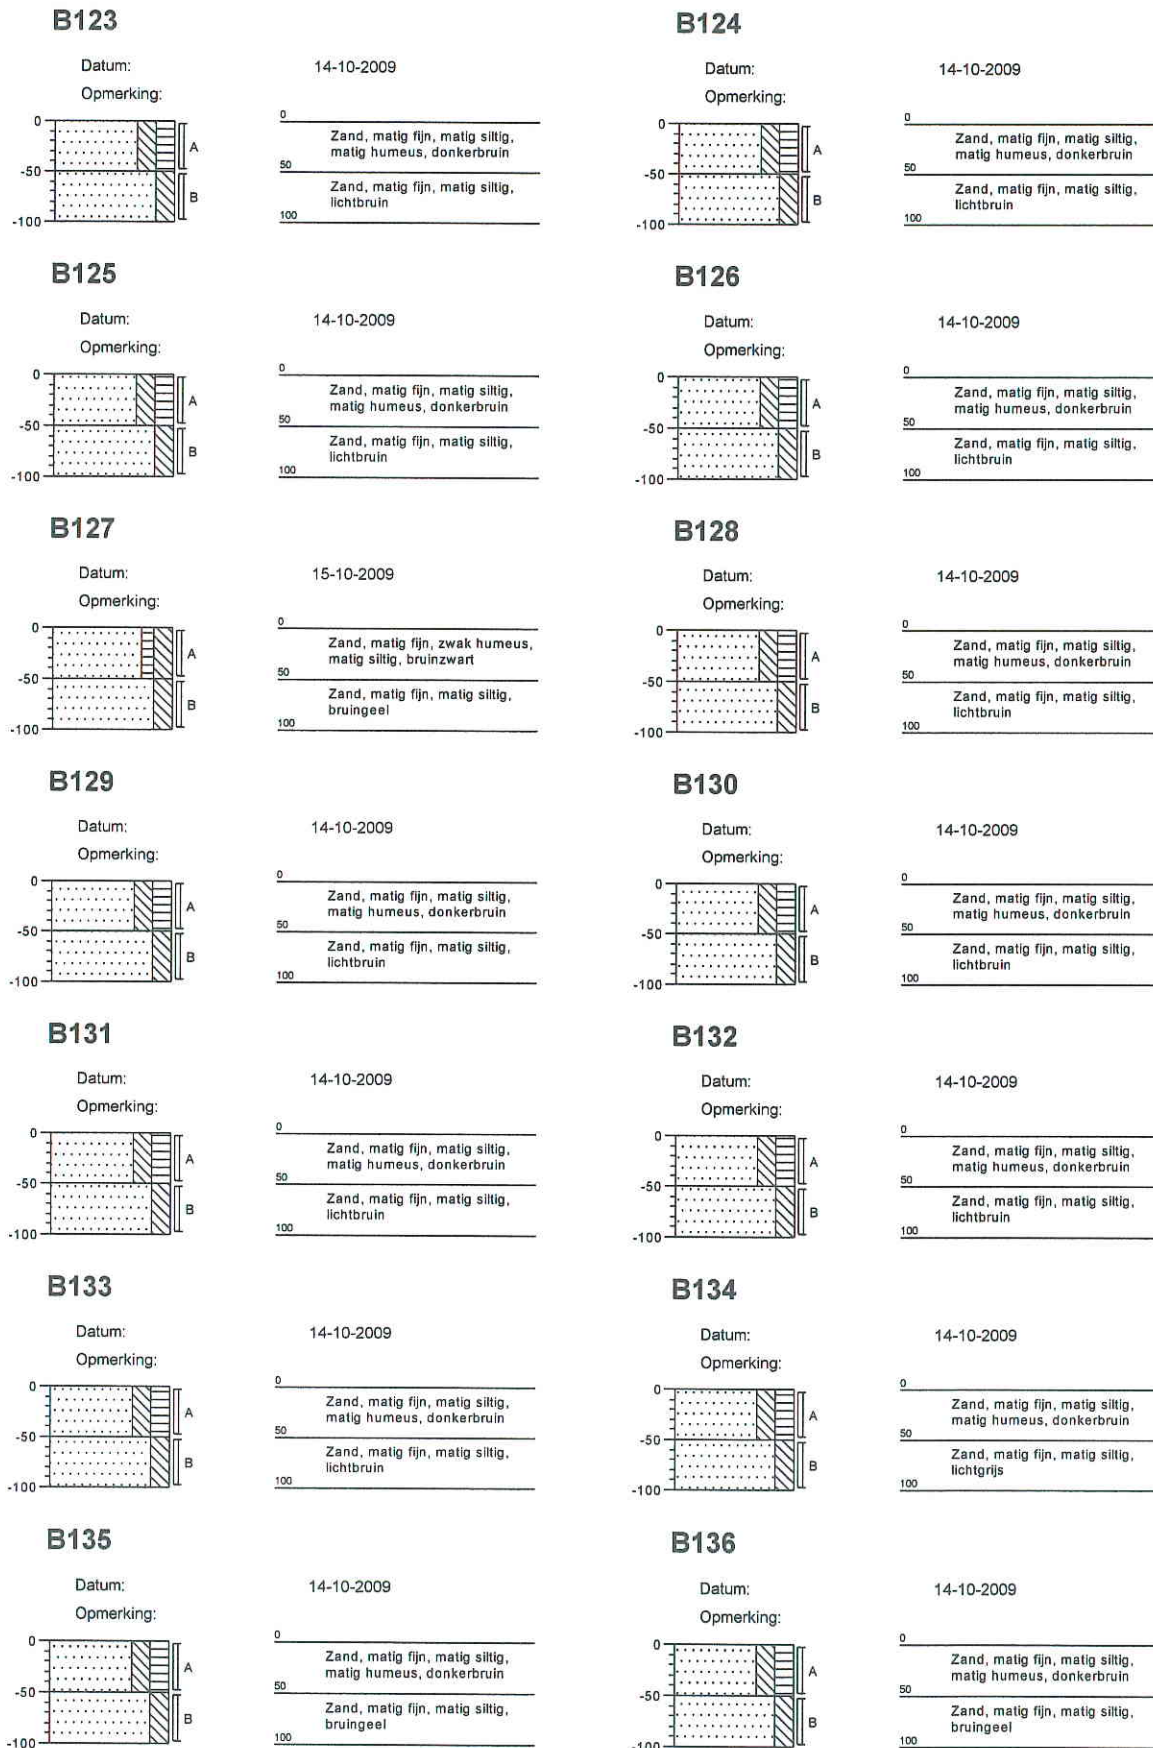 B123
Datum: 14-10-2009
Opmerking:
0
0
Zand, matig fijn, matig siltig,
matig humeus, donkerbruin
A
-50
50
Zand, matig fijn, matig siltig,
lichtbruin
B
-100
100
B124
Datum: 14-10-2009
Opmerking:
0
0
Zand, matig fijn, matig siltig,
matig humeus, donkerbruin
A
-50
50
Zand, matig fijn, matig siltig,
lichtbruin
B
-100
100
B125
Datum: 14-10-2009
Opmerking:
0
0
Zand, matig fijn, matig siltig,
matig humeus, donkerbruin
A
-50
50
Zand, matig fijn, matig siltig,
lichtbruin
B
-100
100
B126
Datum: 14-10-2009
Opmerking:
0
0
Zand, matig fijn, matig siltig,
matig humeus, donkerbruin
A
-50
50
Zand, matig fijn, matig siltig,
lichtbruin
B
-100
100
B127
Datum: 15-10-2009
Opmerking:
0
0
Zand, matig fijn, zwak humeus,
matig siltig, bruinzwart
A
-50
50
Zand, matig fijn, matig siltig,
bruingeel
B
-100
100
B128
Datum: 14-10-2009
Opmerking:
0
0
Zand, matig fijn, matig siltig,
matig humeus, donkerbruin
A
-50
50
Zand, matig fijn, matig siltig,
lichtbruin
B
-100
100
B129
Datum: 14-10-2009
Opmerking:
0
0
Zand, matig fijn, matig siltig,
matig humeus, donkerbruin
A
-50
50
Zand, matig fijn, matig siltig,
lichtbruin
B
-100
100
B130
Datum: 14-10-2009
Opmerking:
0
0
Zand, matig fijn, matig siltig,
matig humeus, donkerbruin
A
-50
50
Zand, matig fijn, matig siltig,
lichtbruin
B
-100
100
B131
Datum: 14-10-2009
Opmerking:
0
0
Zand, matig fijn, matig siltig,
matig humeus, donkerbruin
A
-50
50
Zand, matig fijn, matig siltig,
lichtbruin
B
-100
100
B132
Datum: 14-10-2009
Opmerking:
0
0
Zand, matig fijn, matig siltig,
matig humeus, donkerbruin
A
-50
50
Zand, matig fijn, matig siltig,
lichtbruin
B
-100
100
B133
Datum: 14-10-2009
Opmerking:
0
0
Zand, matig fijn, matig siltig,
matig humeus, donkerbruin
A
-50
50
Zand, matig fijn, matig siltig,
lichtbruin
B
-100
100
B134
Datum: 14-10-2009
Opmerking:
0
0
Zand, matig fijn, matig siltig,
matig humeus, donkerbruin
A
-50
50
Zand, matig fijn, matig siltig,
lichtgrijs
B
-100
100
B135
Datum: 14-10-2009
Opmerking:
0
0
Zand, matig fijn, matig siltig,
matig humeus, donkerbruin
A
-50
50
Zand, matig fijn, matig siltig,
bruingeel
B
-100
100
B136
Datum: 14-10-2009
Opmerking:
0
0
Zand, matig fijn, matig siltig,
matig humeus, donkerbruin
A
-50
50
Zand, matig fijn, matig siltig,
bruingeel
B
-100
100